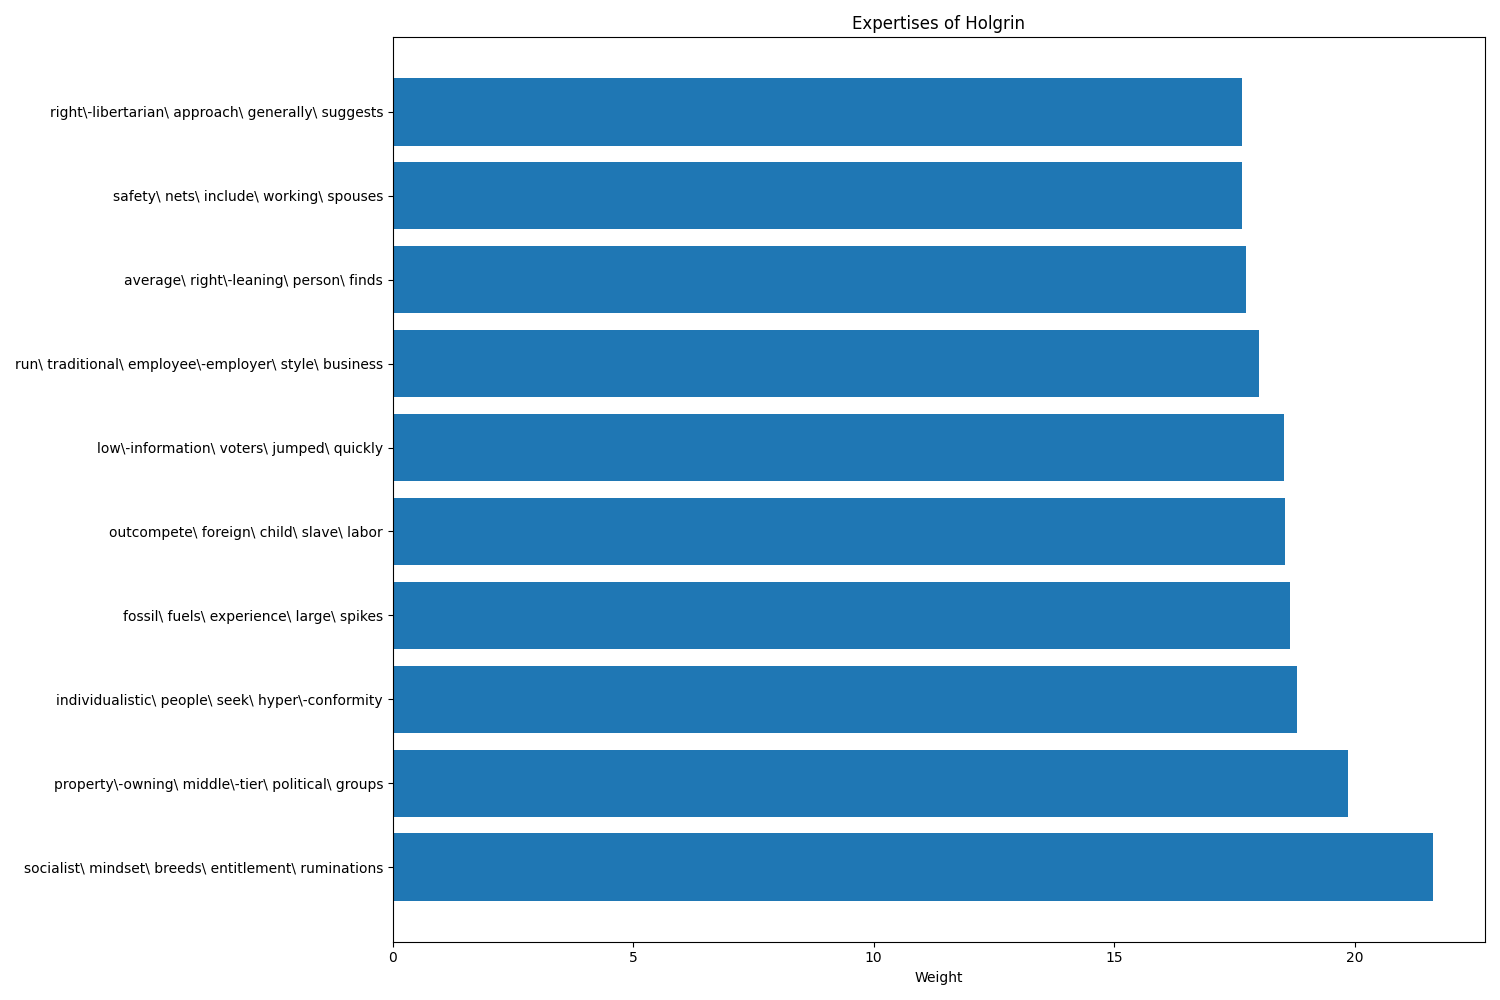 Expertises of Holgrin
right\-libertarian\ approach\ generally\ suggests
safety\ nets\ include\ working\ spouses
average\ right\-leaning\ person\ finds
run\ traditional\ employee\-employer\ style\ business
low\-information\ voters\ jumped\ quickly
outcompete\ foreign\ child\ slave\ labor
fossil\ fuels\ experience\ large\ spikes
individualistic\ people\ seek\ hyper\-conformity
property\-owning\ middle\-tier\ political\ groups
socialist\ mindset\ breeds\ entitlement\ ruminations
0 5 10 15 20
Weight